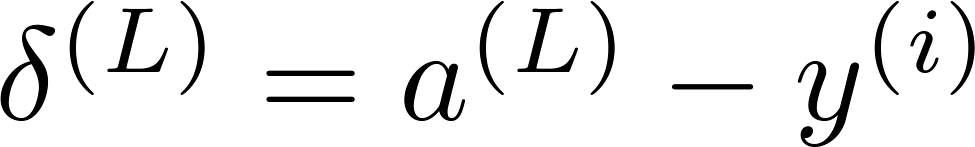 δ^(L) = a^(L) − y^(i)